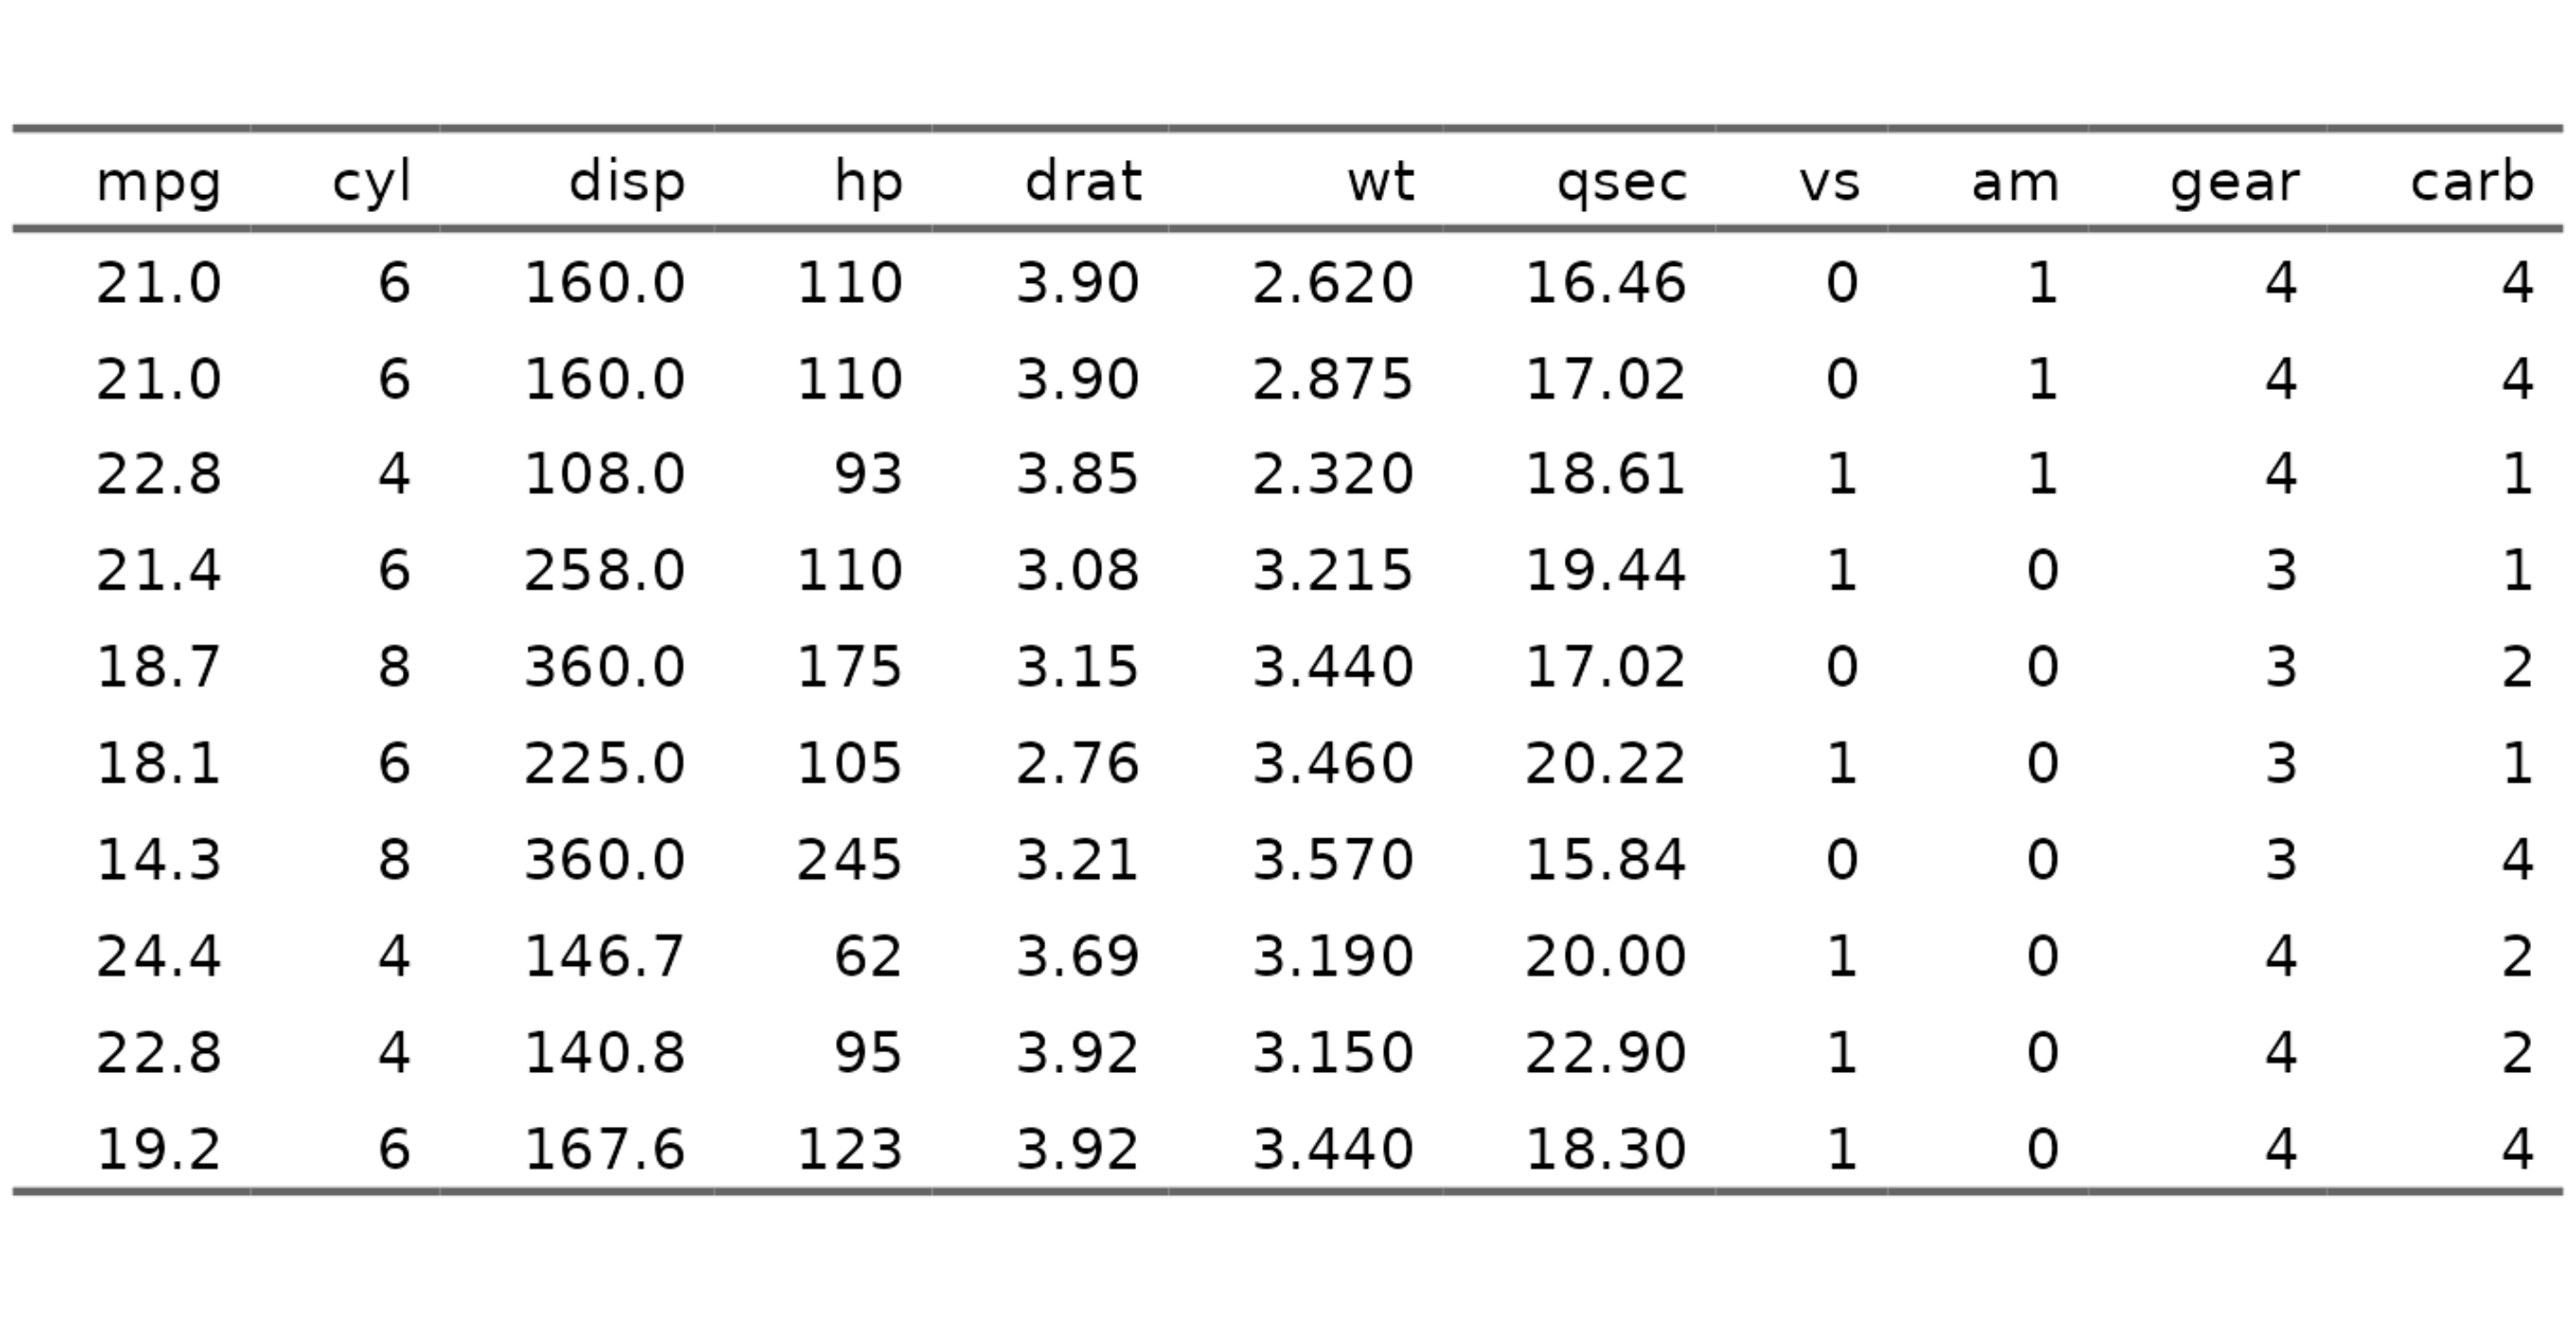 mpg cyl disp hp drat wt qsec vs am gear carb
21.0 6 160.0 110 3.90 2.620 16.46 0 1 4 4
21.0 6 160.0 110 3.90 2.875 17.02 0 1 4 4
22.8 4 108.0 93 3.85 2.320 18.61 1 1 4 1
21.4 6 258.0 110 3.08 3.215 19.44 1 0 3 1
18.7 8 360.0 175 3.15 3.440 17.02 0 0 3 2
18.1 6 225.0 105 2.76 3.460 20.22 1 0 3 1
14.3 8 360.0 245 3.21 3.570 15.84 0 0 3 4
24.4 4 146.7 62 3.69 3.190 20.00 1 0 4 2
22.8 4 140.8 95 3.92 3.150 22.90 1 0 4 2
19.2 6 167.6 123 3.92 3.440 18.30 1 0 4 4